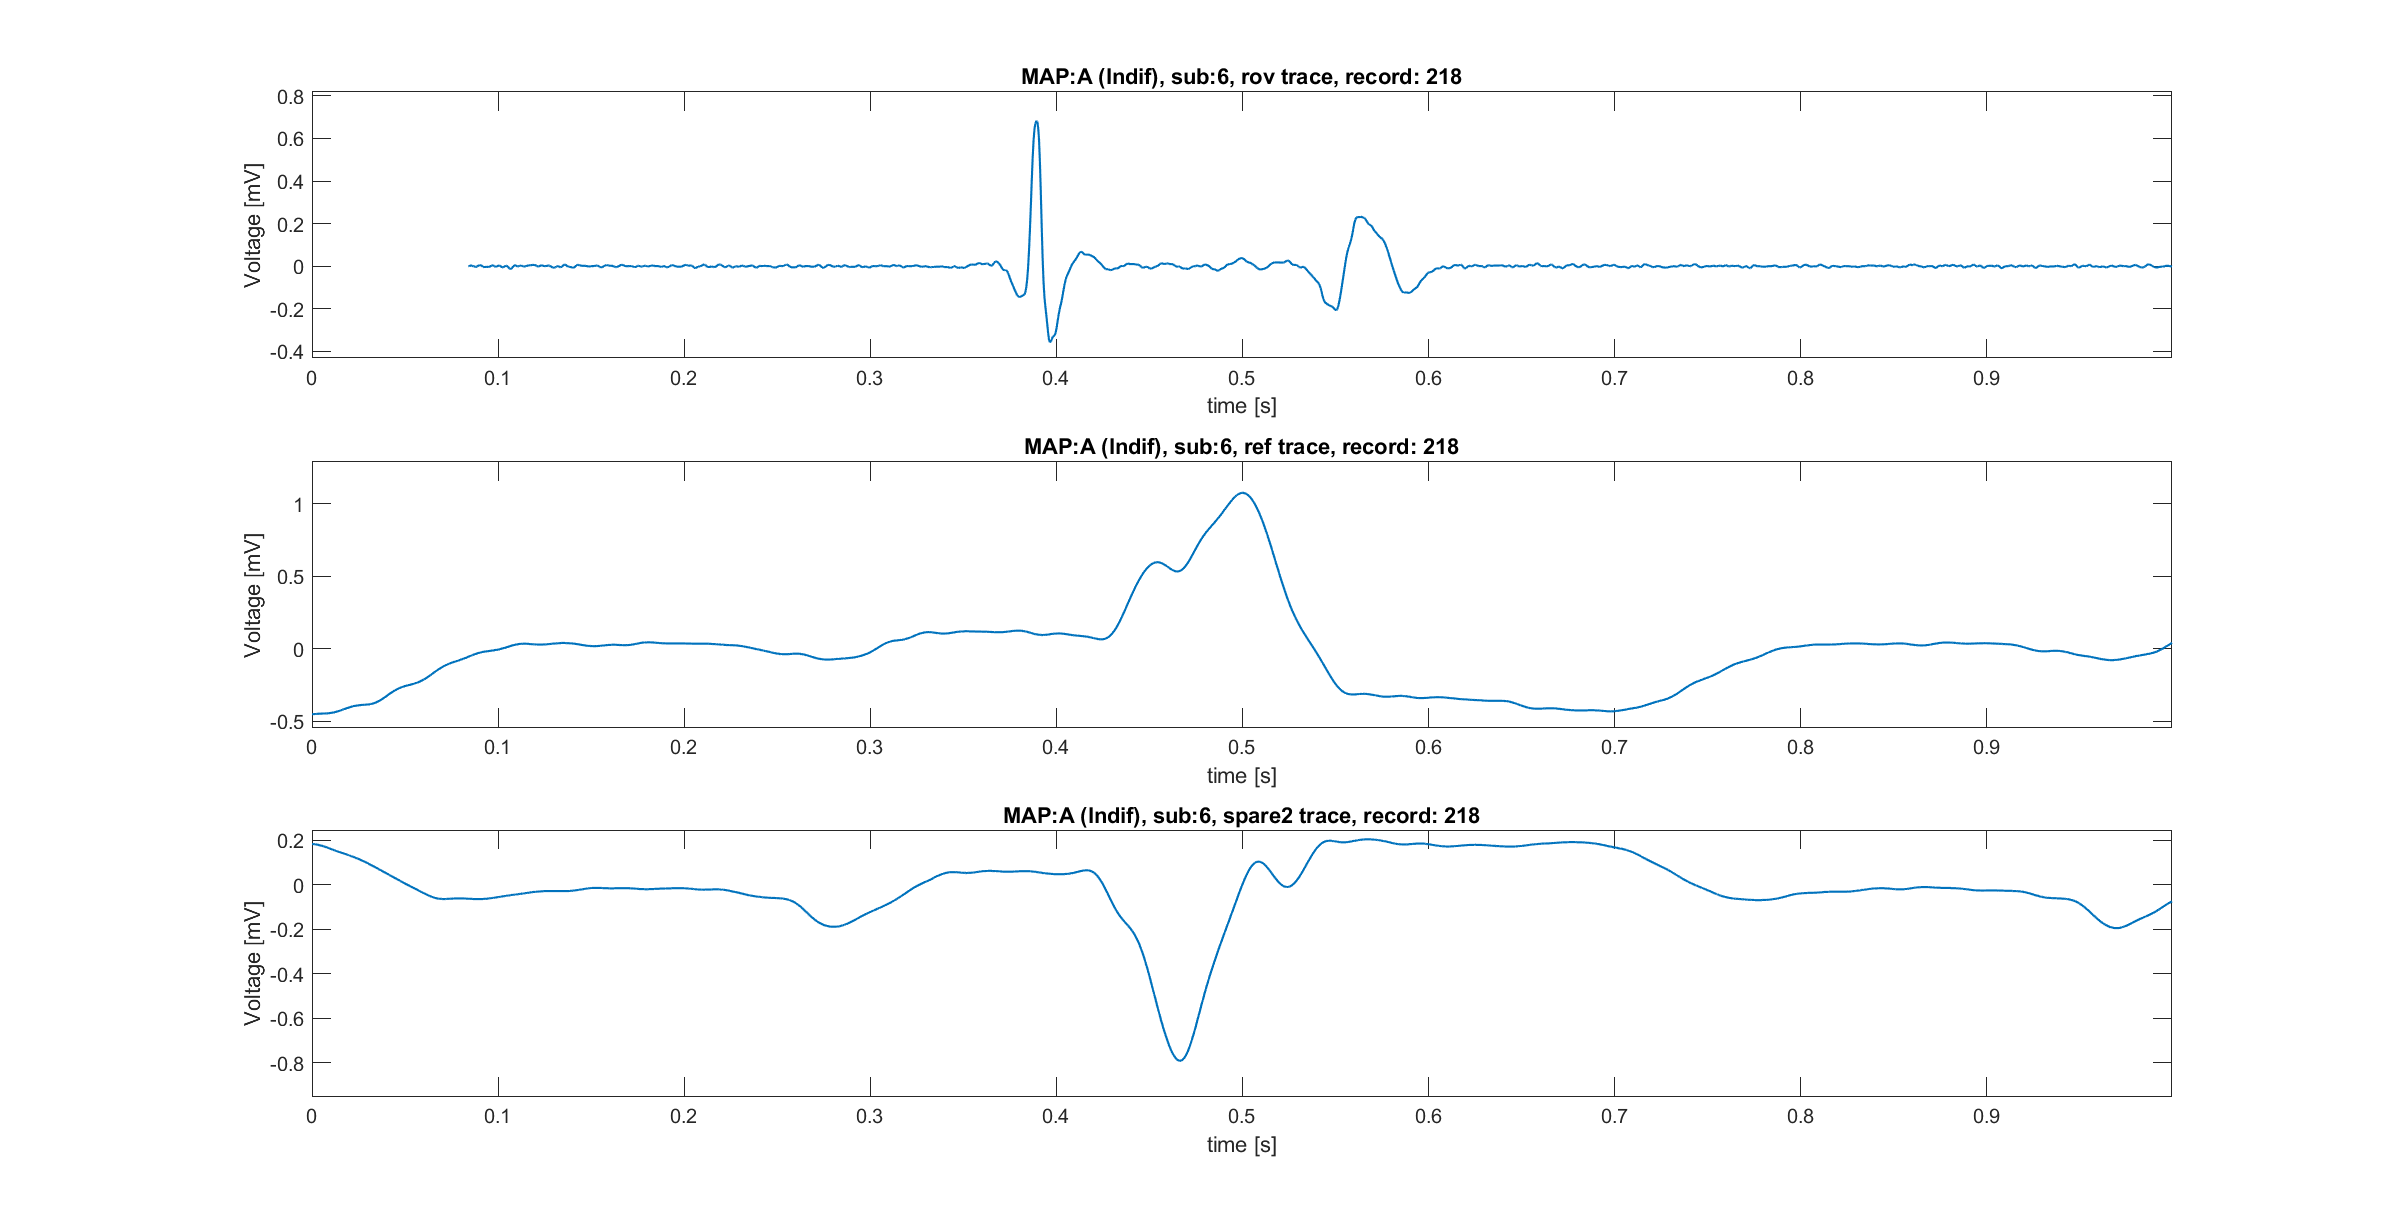 MAP:A (Indif), sub:6, rov trace, record: 218
0.8
0.6
0.4
0.2
0
-0.2
-0.4
Voltage [mV]
0 0.1 0.2 0.3 0.4 0.5 0.6 0.7 0.8 0.9
time [s]
MAP:A (Indif), sub:6, ref trace, record: 218
1
0.5
0
-0.5
Voltage [mV]
0 0.1 0.2 0.3 0.4 0.5 0.6 0.7 0.8 0.9
time [s]
MAP:A (Indif), sub:6, spare2 trace, record: 218
0.2
0
-0.2
-0.4
-0.6
-0.8
Voltage [mV]
0 0.1 0.2 0.3 0.4 0.5 0.6 0.7 0.8 0.9
time [s]